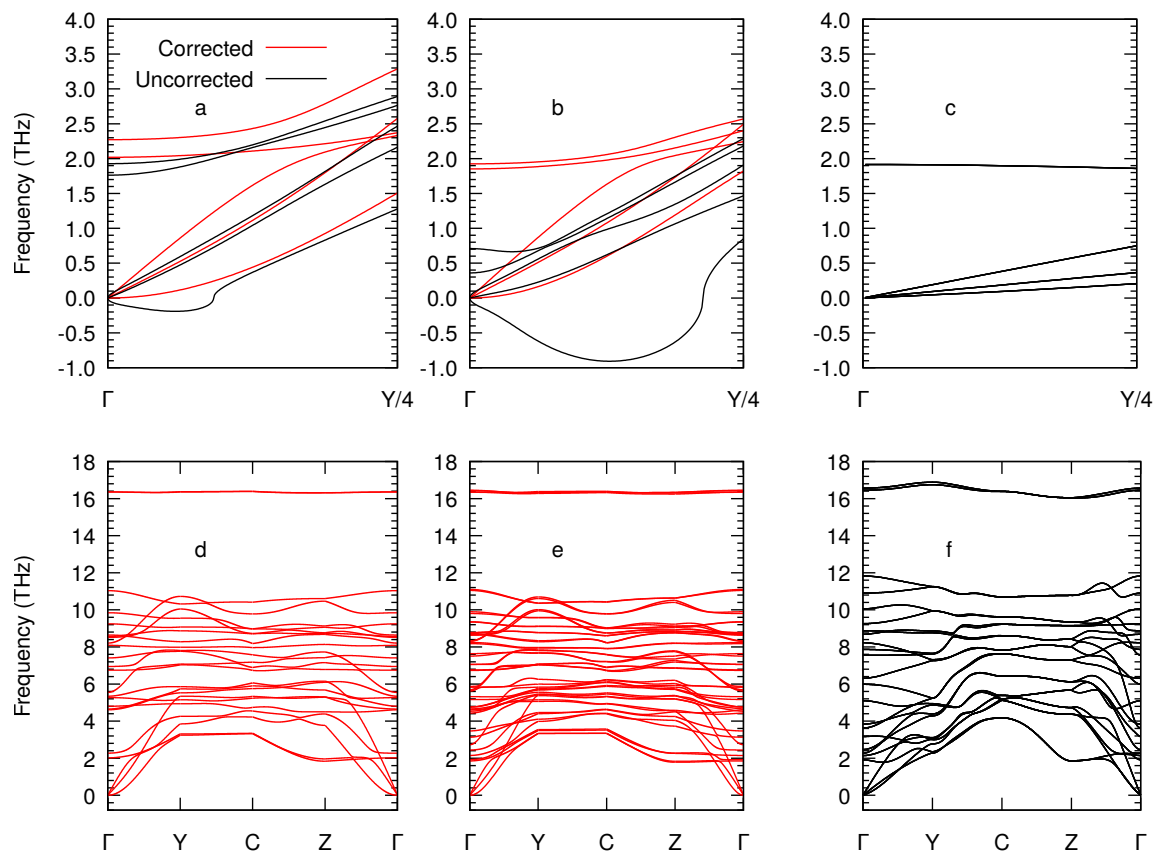 4.0 4.0 4.0
3.5 Corrected 3.5 3.5
Uncorrected
3.0 3.0 3.0
a b c
2.5 2.5 2.5
2.0 2.0 2.0
1.5 1.5 1.5
Frequency (THz)
1.0 1.0 1.0
0.5 0.5 0.5
0.0 0.0 0.0
-0.5 -0.5 -0.5
-1.0 -1.0 -1.0
Γ Y/4 Γ Y/4 Γ Y/4
18 18 18
16 16 16
14 14 14
d e f
12 12 12
10 10 10
Frequency (THz)
8 8 8
6 6 6
4 4 4
2 2 2
0 0 0
Γ Y C Z Γ Γ Y C Z Γ Γ Y C Z Γ